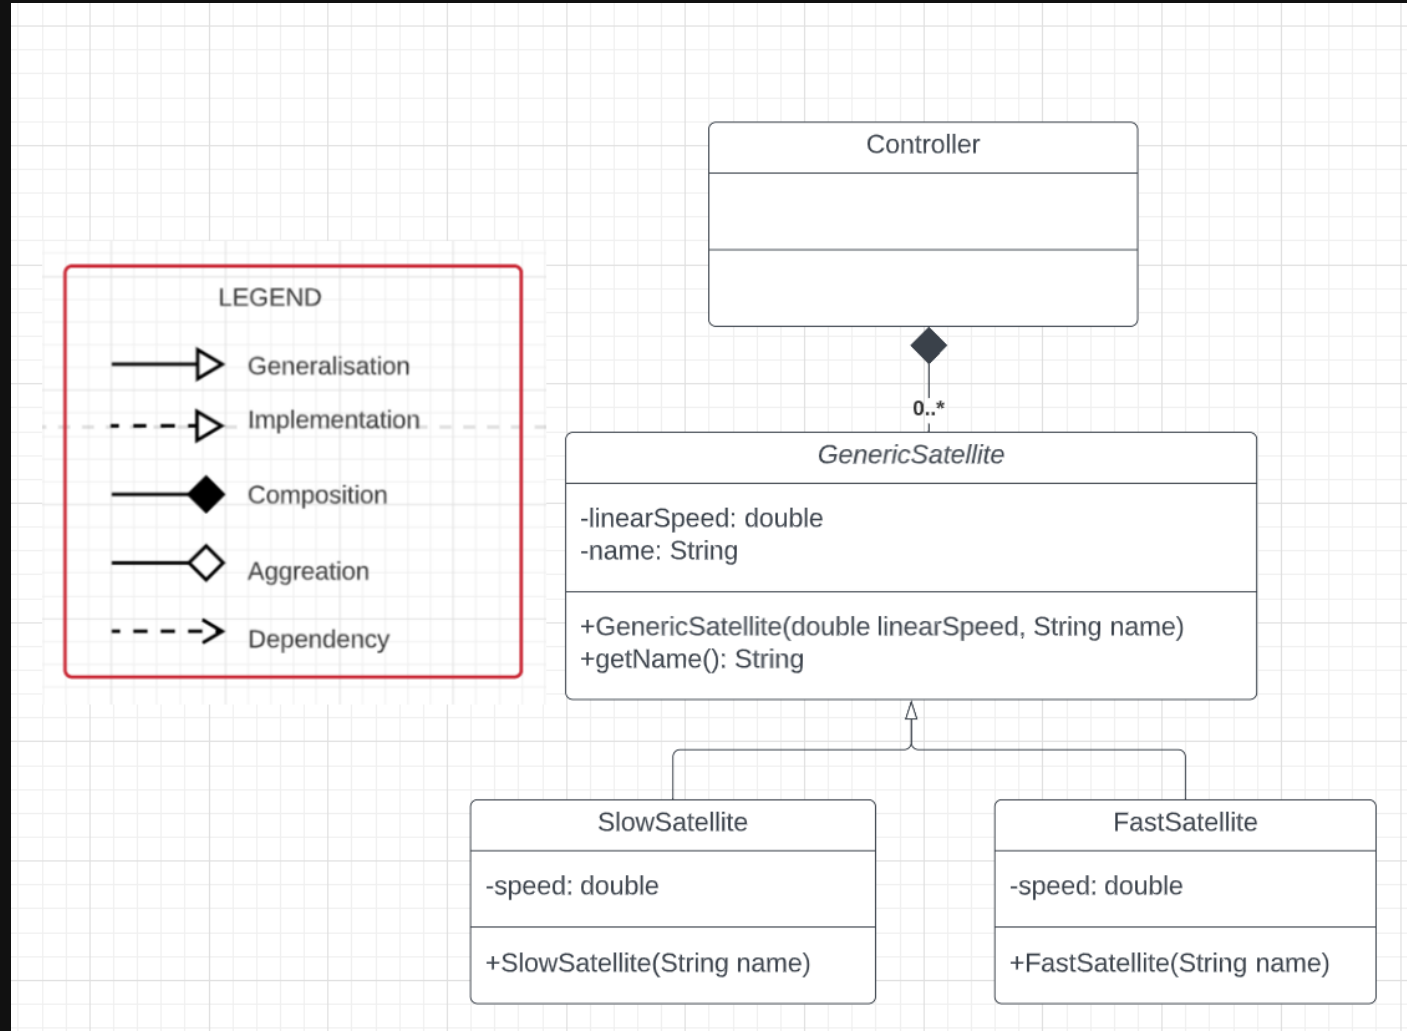 Controller
LEGEND
Generalisation
Implementation
Composition
Aggreation
Dependency
0..*
GenericSatellite
-linearSpeed: double
-name: String
+GenericSatellite(double linearSpeed, String name)
+getName(): String
SlowSatellite
-speed: double
+SlowSatellite(String name)
FastSatellite
-speed: double
+FastSatellite(String name)